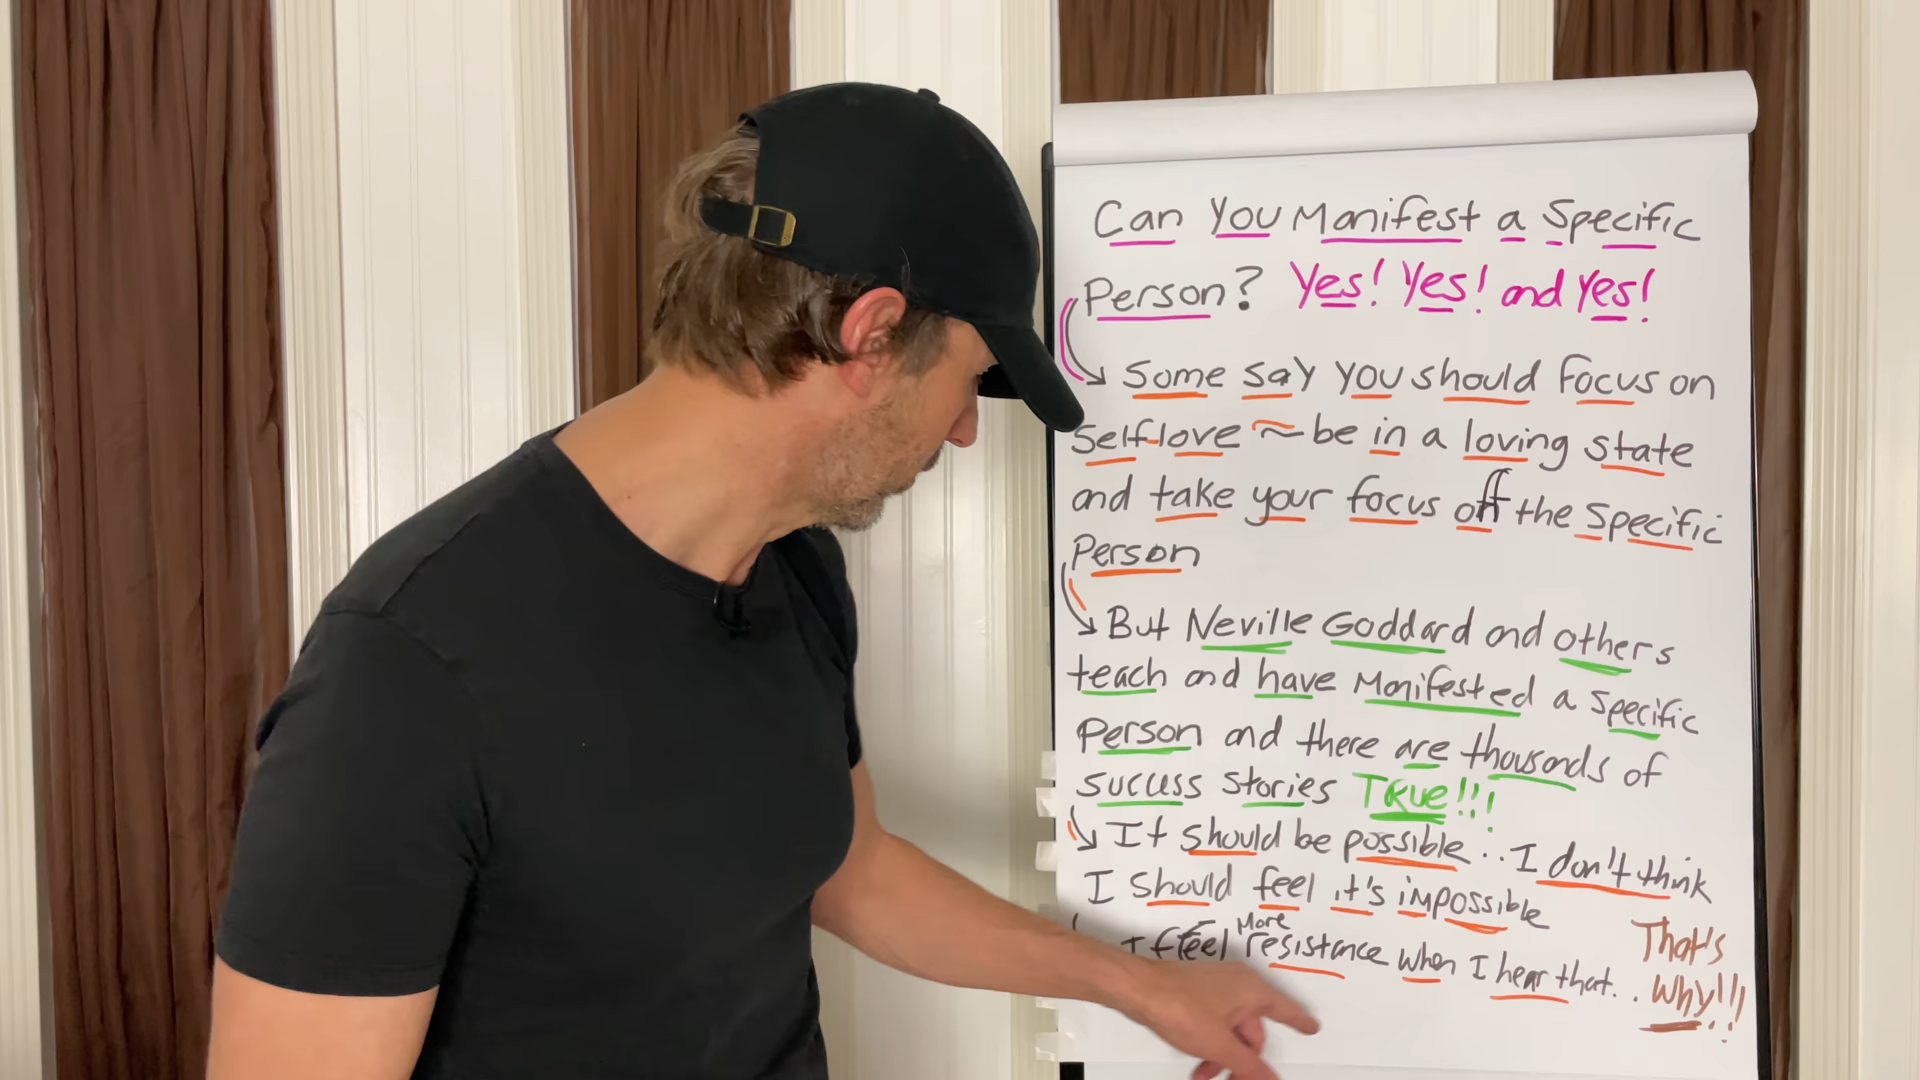 Can You Manifest a Specific
Person? Yes! Yes! and Yes!
Some say you should focus on
Self-love ~ be in a loving state
and take your focus off the specific
Person
But Neville Goddard and others
teach and have Manifested a specific
person and there are thousands of
success stories True!!!
It should be possible.. I don't think
I should feel it's impossible
I feel More resistance when I hear that..
That's
Why!!!